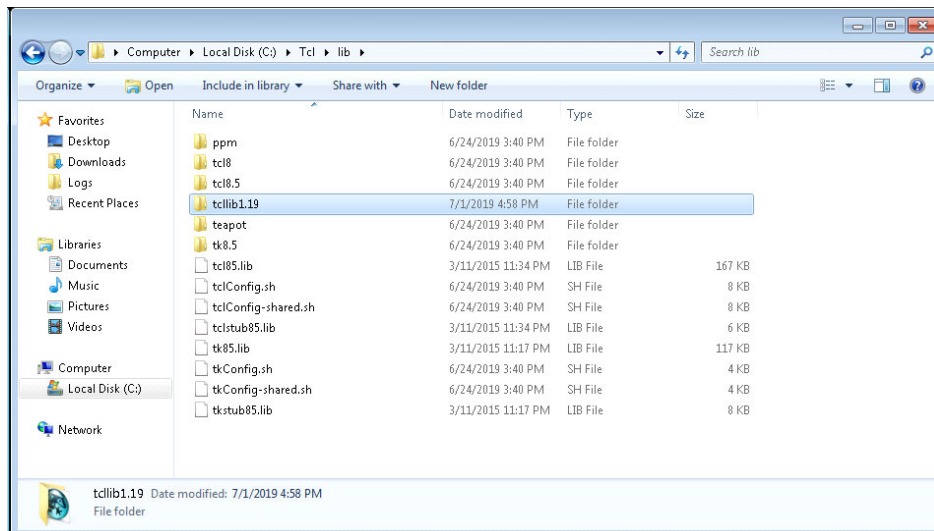 Computer Local Disk (C:) Tcl lib Search lib
Organize Open Include in library Share with New folder
Name Date modified Type Size
Favorites
Desktop
Downloads
Logs
Recent Places
Libraries
Documents
Music
Pictures
Videos
Computer
Local Disk (C:)
Network
ppm 6/24/2019 3:40 PM File folder
tcl8 6/24/2019 3:40 PM File folder
tcl8.5 6/24/2019 3:40 PM File folder
tcllib1.19 7/1/2019 4:58 PM File folder
teapot 6/24/2019 3:40 PM File folder
tk8.5 6/24/2019 3:40 PM File folder
tcl85.lib 3/11/2015 11:34 PM LIB File 167 KB
tclConfig.sh 6/24/2019 3:40 PM SH File 8 KB
tclConfig-shared.sh 6/24/2019 3:40 PM SH File 8 KB
tclstub85.lib 3/11/2015 11:34 PM LIB File 6 KB
tk85.lib 3/11/2015 11:17 PM LIB File 117 KB
tkConfig.sh 6/24/2019 3:40 PM SH File 4 KB
tkConfig-shared.sh 6/24/2019 3:40 PM SH File 4 KB
tkstub85.lib 3/11/2015 11:17 PM LIB File 8 KB
tcllib1.19 Date modified: 7/1/2019 4:58 PM
File folder